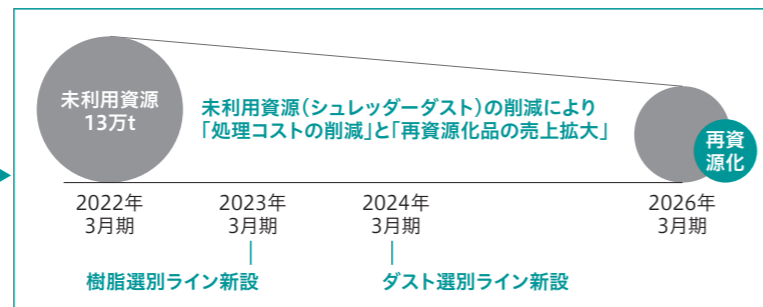 未利用資源
13万t
未利用資源（シュレッダーダスト）の削減により
「処理コストの削減」と「再資源化品の売上拡大」
再資
源化
2022年
3月期
2023年
3月期
2024年
3月期
2026年
3月期
樹脂選別ライン新設
ダスト選別ライン新設